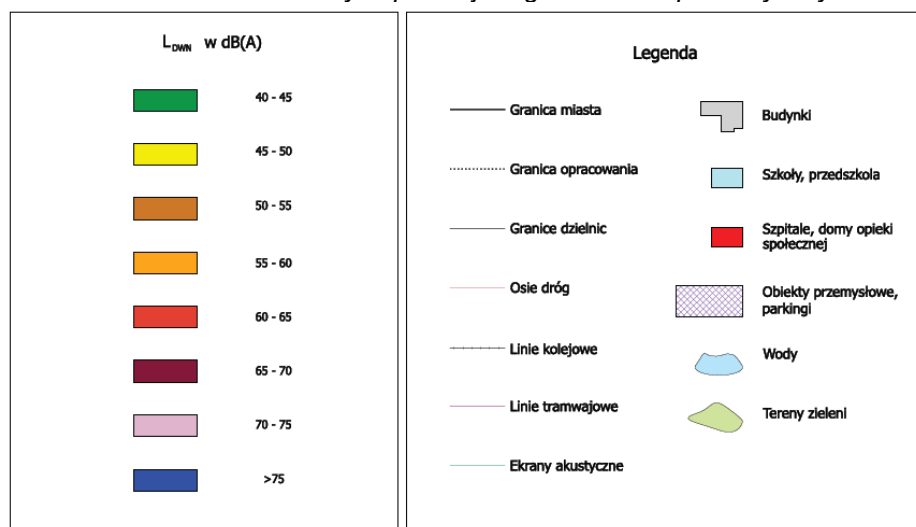 L_DWN w dB(A)
40 - 45
45 - 50
50 - 55
55 - 60
60 - 65
65 - 70
70 - 75
>75
Legenda
Granica miasta
Granica opracowania
Granice dzielnic
Osie dróg
Linie kolejowe
Linie tramwajowe
Ekrany akustyczne
Budynki
Szkoły, przedszkola
Szpitale, domy opieki
społecznej
Obiekty przemysłowe,
parkingi
Wody
Tereny zieleni